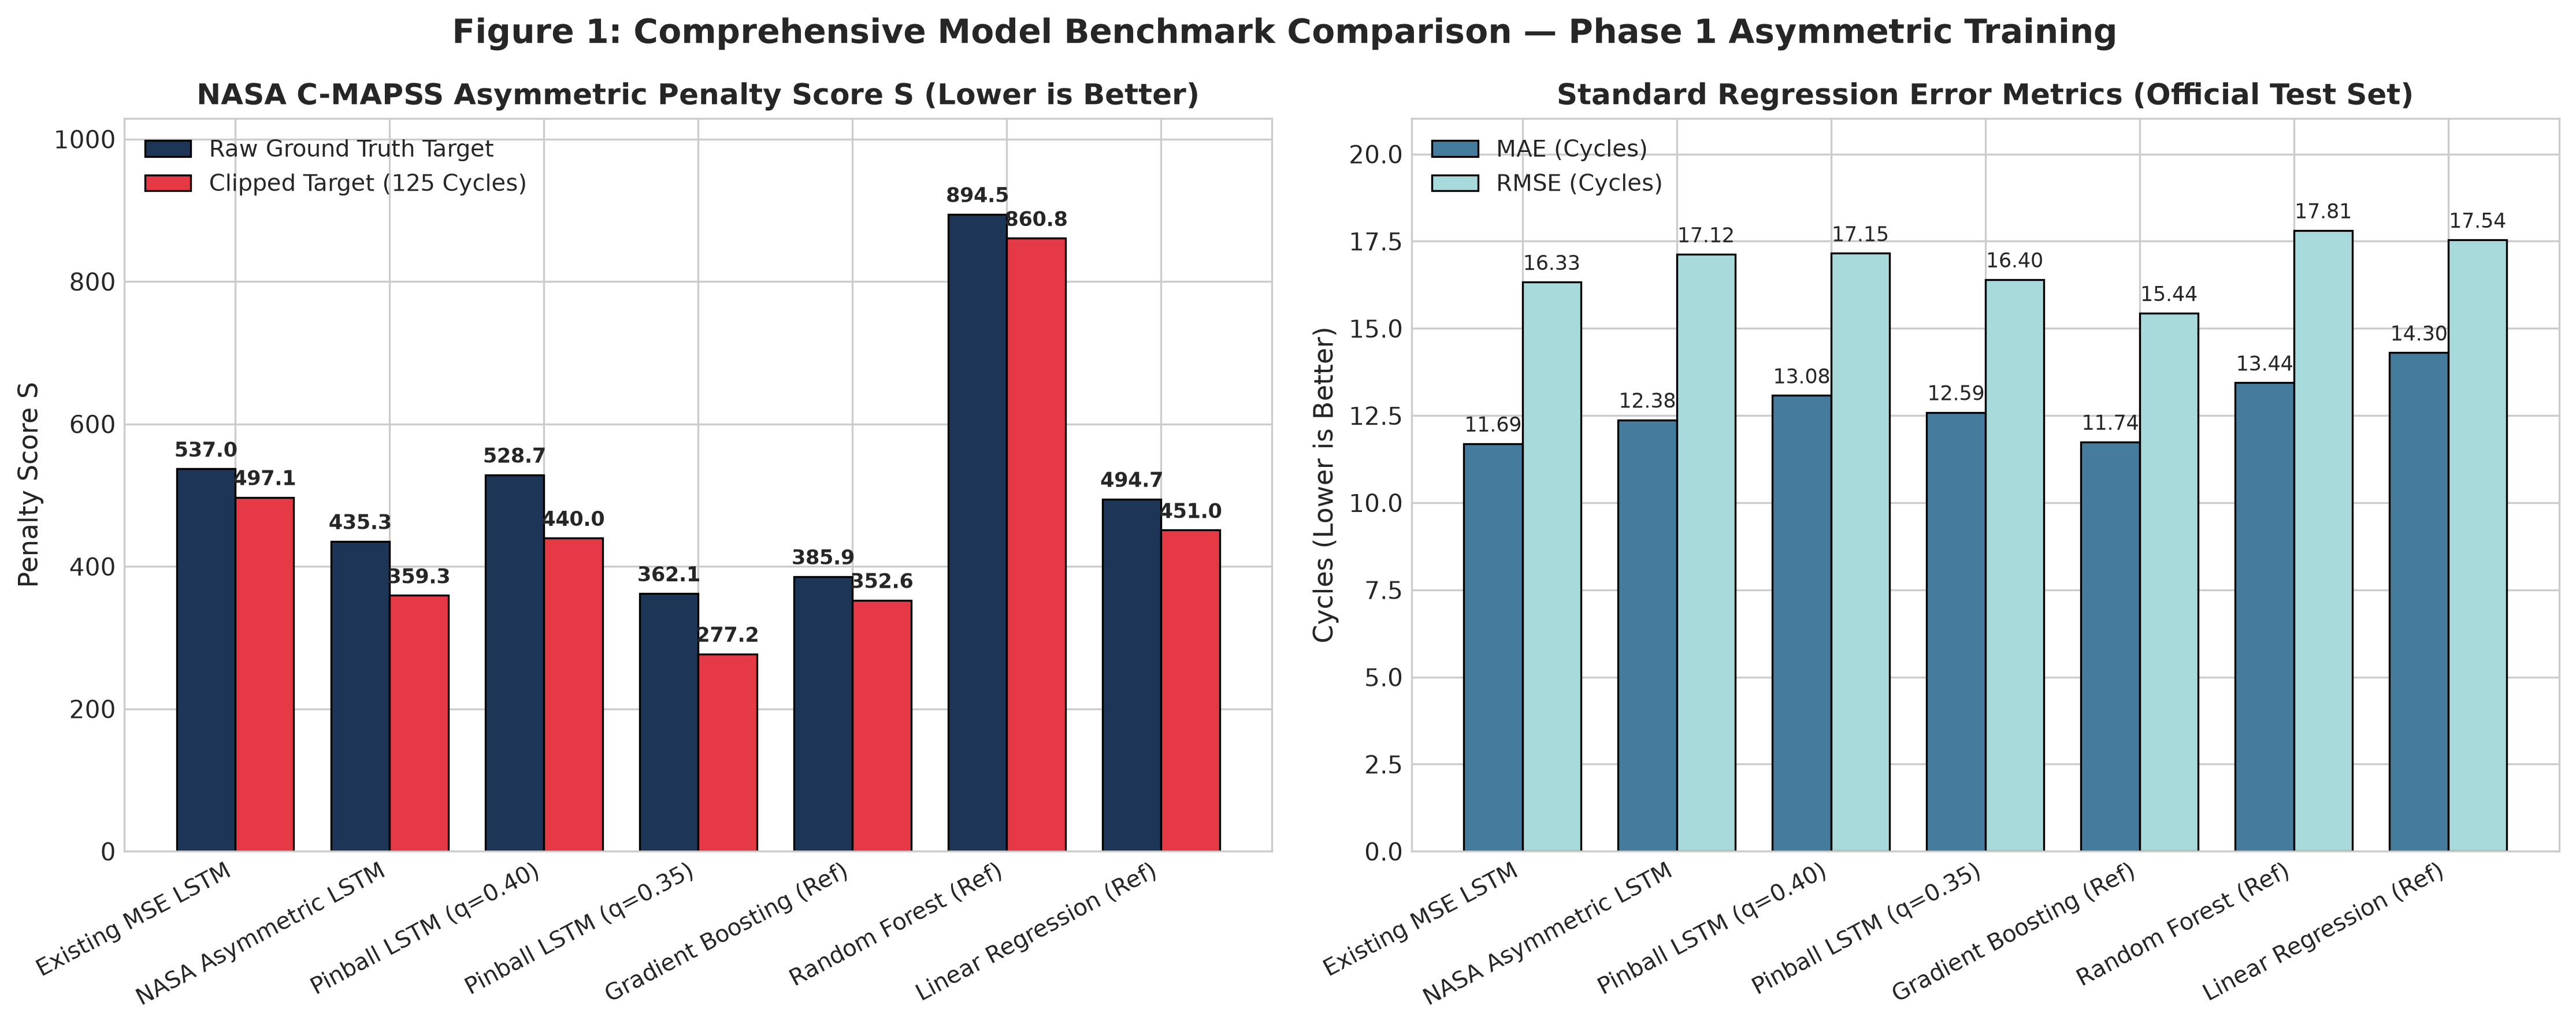 Figure 1: Comprehensive Model Benchmark Comparison — Phase 1 Asymmetric Training
NASA C-MAPSS Asymmetric Penalty Score S (Lower is Better)
Raw Ground Truth Target
Clipped Target (125 Cycles)
Penalty Score S
1000
800
600
400
200
0
537.0
497.1
435.3
359.3
528.7
440.0
362.1
277.2
385.9
352.6
894.5
860.8
494.7
451.0
Existing MSE LSTM
NASA Asymmetric LSTM
Pinball LSTM (q=0.40)
Pinball LSTM (q=0.35)
Gradient Boosting (Ref)
Random Forest (Ref)
Linear Regression (Ref)
Standard Regression Error Metrics (Official Test Set)
MAE (Cycles)
RMSE (Cycles)
Cycles (Lower is Better)
20.0
17.5
15.0
12.5
10.0
7.5
5.0
2.5
0.0
11.69
16.33
12.38
17.12
13.08
17.15
12.59
16.40
11.74
15.44
13.44
17.81
14.30
17.54
Existing MSE LSTM
NASA Asymmetric LSTM
Pinball LSTM (q=0.40)
Pinball LSTM (q=0.35)
Gradient Boosting (Ref)
Random Forest (Ref)
Linear Regression (Ref)